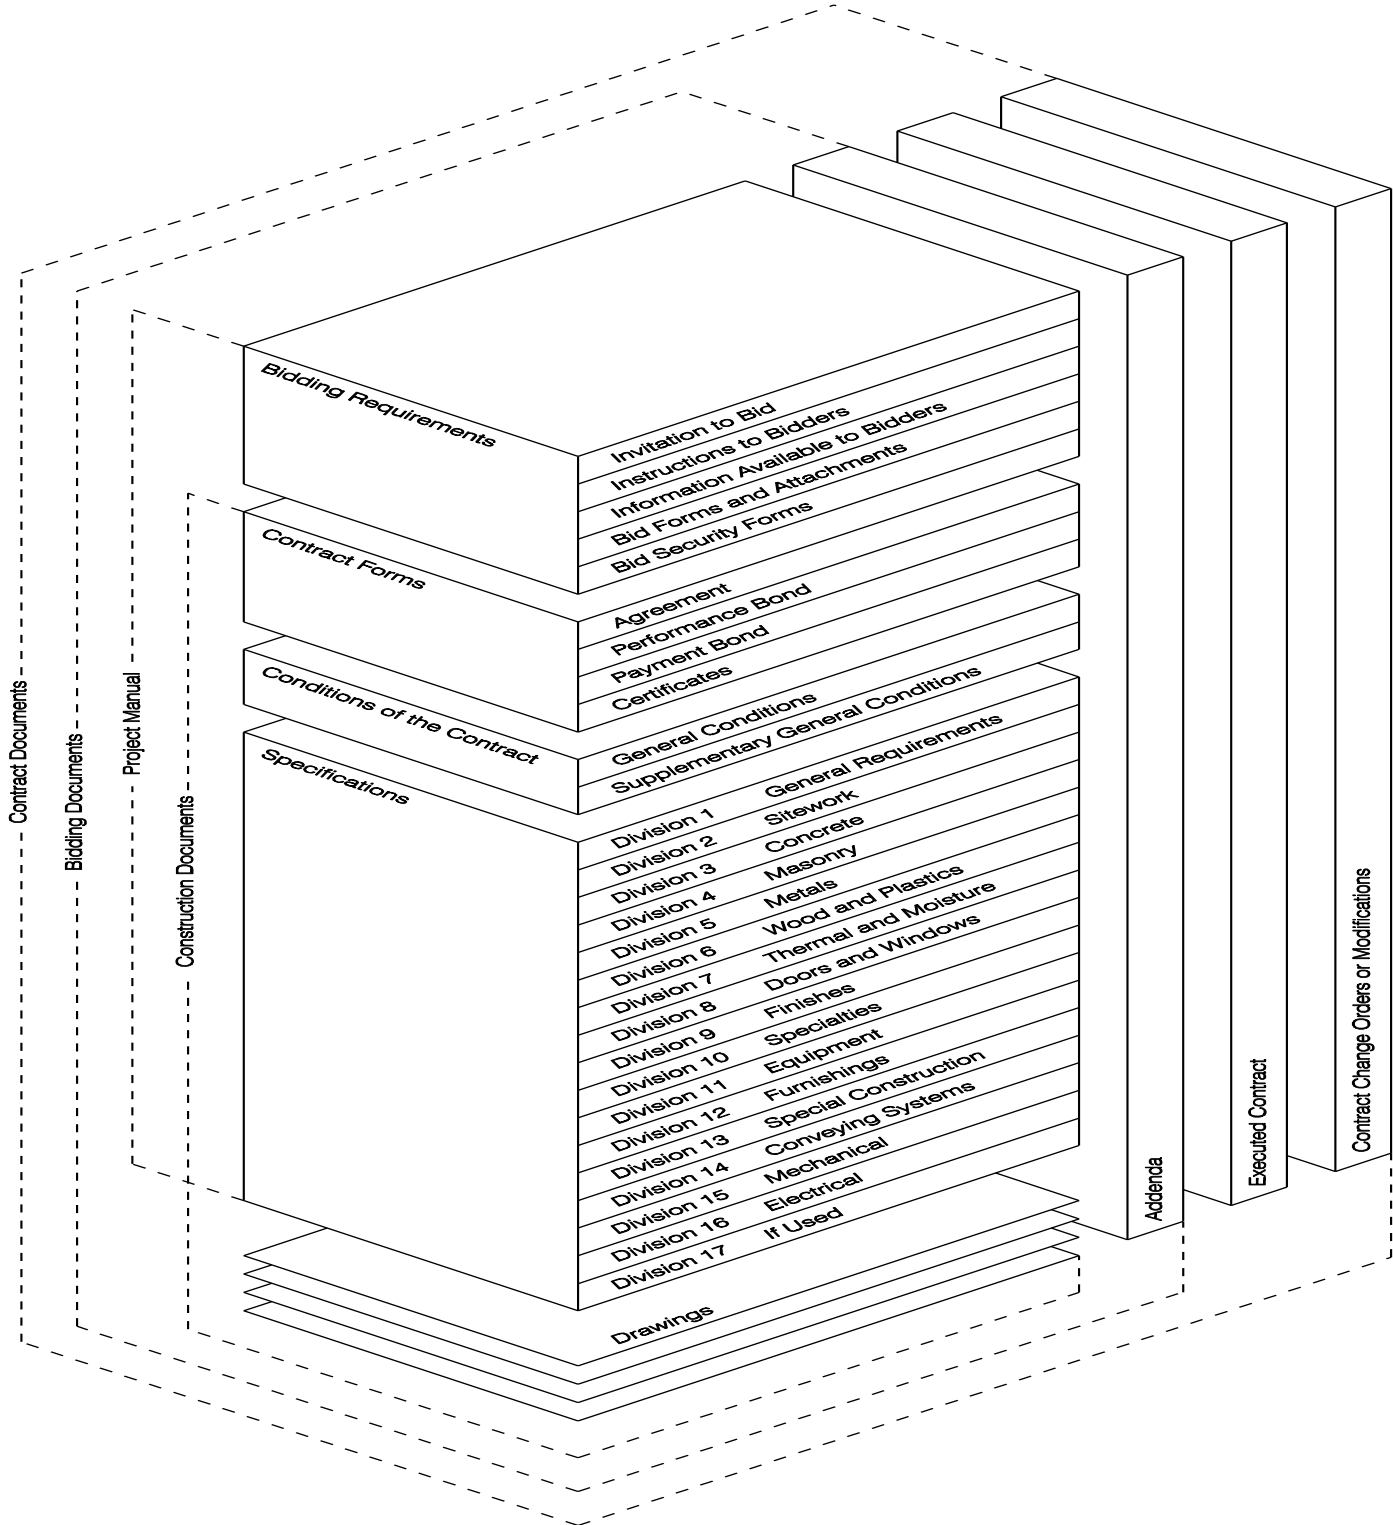 Contract Documents
Bidding Documents
Project Manual
Construction Documents
Bidding Requirements
Invitation to Bid
Instructions to Bidders
Information Available to Bidders
Bid Forms and Attachments
Bid Security Forms
Contract Forms
Agreement
Performance Bond
Payment Bond
Certificates
Conditions of the Contract
General Conditions
Supplementary General Conditions
Specifications
Division 1 General Requirements
Division 2 Sitework
Division 3 Concrete
Division 4 Masonry
Division 5 Metals
Division 6 Wood and Plastics
Division 7 Thermal and Moisture
Division 8 Doors and Windows
Division 9 Finishes
Division 10 Specialties
Division 11 Equipment
Division 12 Furnishings
Division 13 Special Construction
Division 14 Conveying Systems
Division 15 Mechanical
Division 16 Electrical
Division 17 If Used
Drawings
Addenda
Executed Contract
Contract Change Orders or Modifications